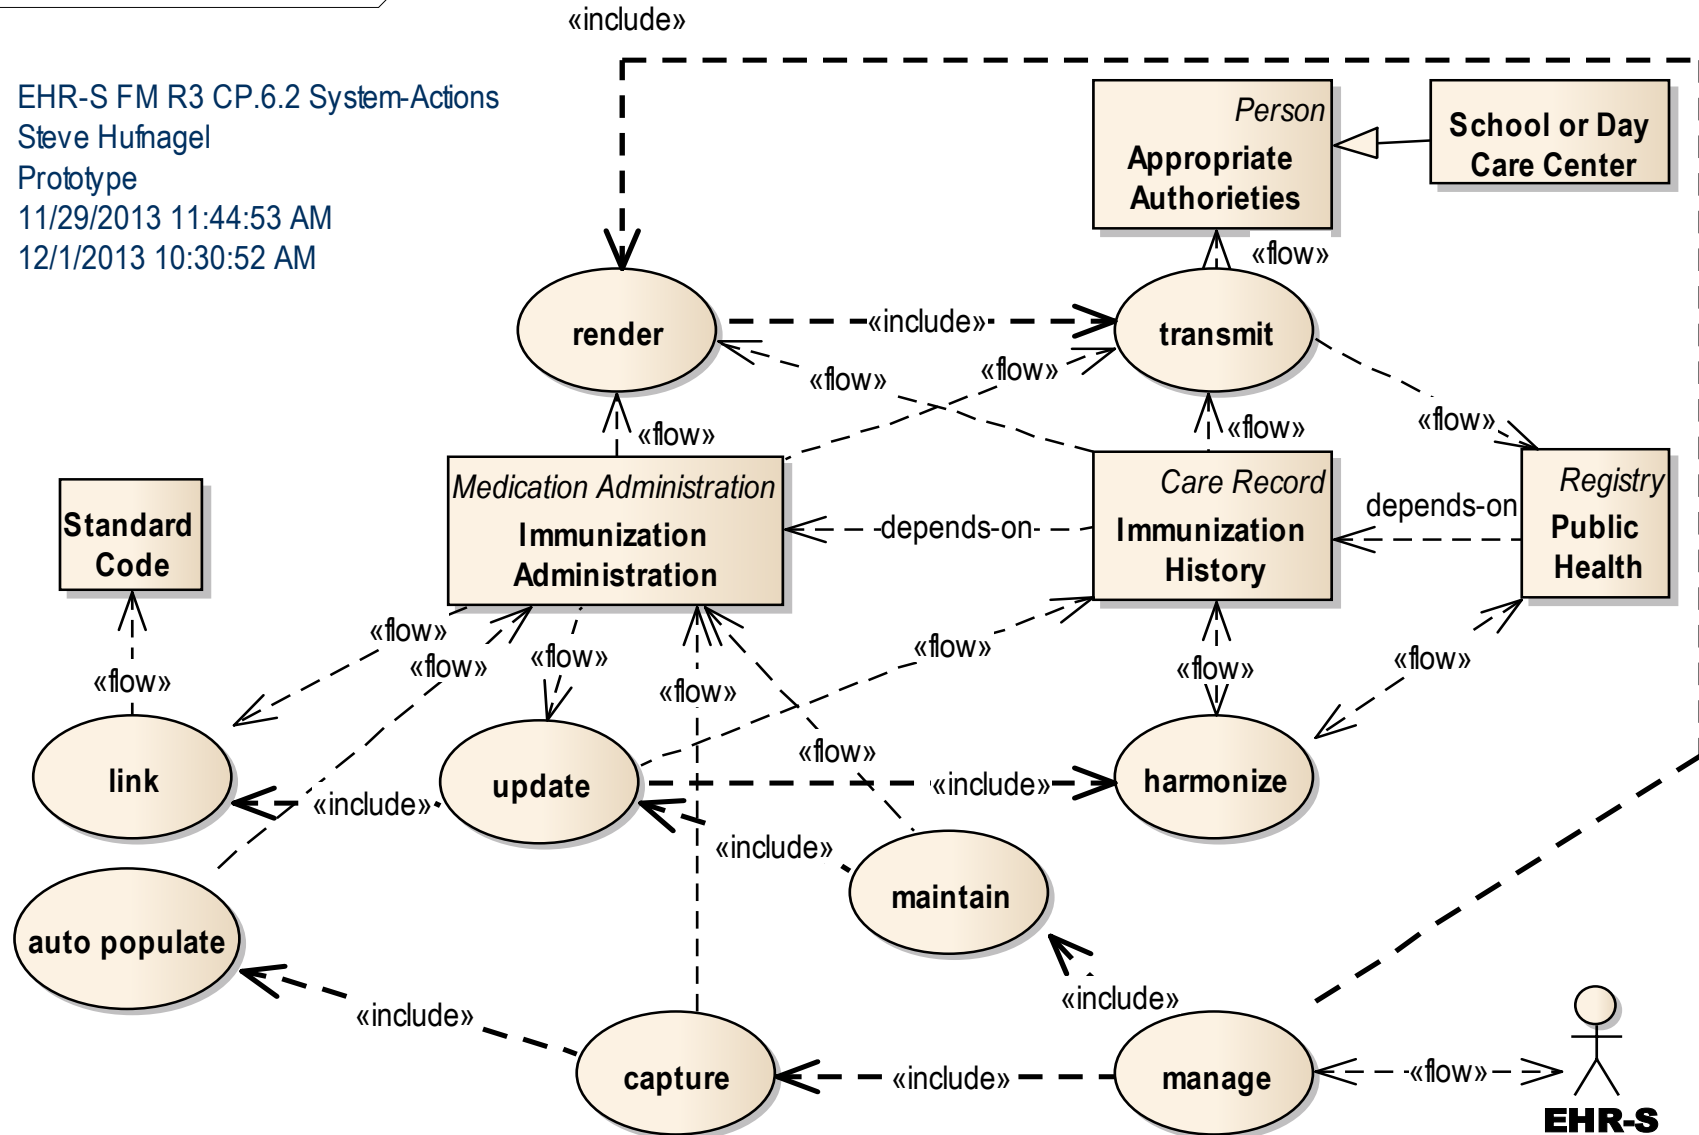 «include»
EHR-S FM R3 CP.6.2 System-Actions
Steve Hufnagel
Prototype
11/29/2013 11:44:53 AM
12/1/2013 10:30:52 AM
Person
Appropriate
Authorieties
School or Day
Care Center
«flow»
render
«include»
transmit
«flow»
«flow»
«flow»
«flow»
«flow»
Medication Administration
Immunization
Administration
Care Record
Immunization
History
Registry
Public
Health
Standard
Code
depends-on
depends-on
«flow»
«flow»
«flow»
«flow»
«flow»
«flow»
«flow»
«flow»
«flow»
link
«include»
update
«include»
harmonize
«include»
maintain
auto populate
«include»
«include»
capture
«include»
manage
«flow»
EHR-S